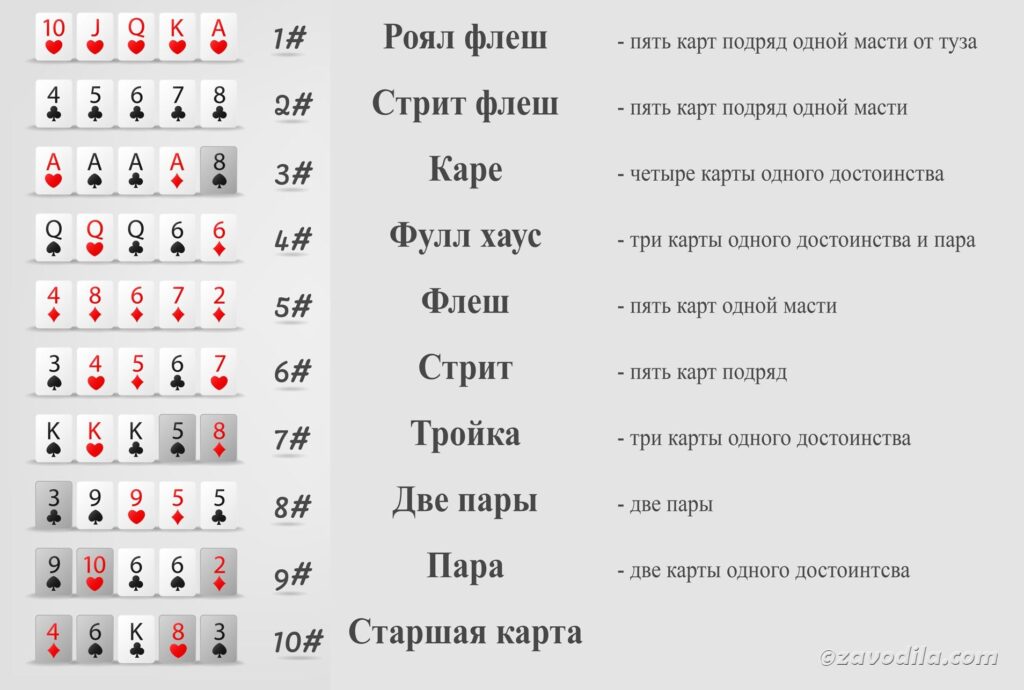 10 J Q K A 1# Роял флеш - пять карт подряд одной масти от туза
4 5 6 7 8 2# Стрит флеш - пять карт подряд одной масти
A A A A 8 3# Каре - четыре карты одного достоинства
Q Q Q 6 6 4# Фулл хаус - три карты одного достоинства и пара
4 8 6 7 2 5# Флеш - пять карт одной масти
3 4 5 6 7 6# Стрит - пять карт подряд
K K K 5 8 7# Тройка - три карты одного достоинства
3 9 9 5 5 8# Две пары - две пары
9 10 6 6 2 9# Пара - две карты одного достоинтсва
4 6 K 8 3 10# Старшая карта
©zavodila.com